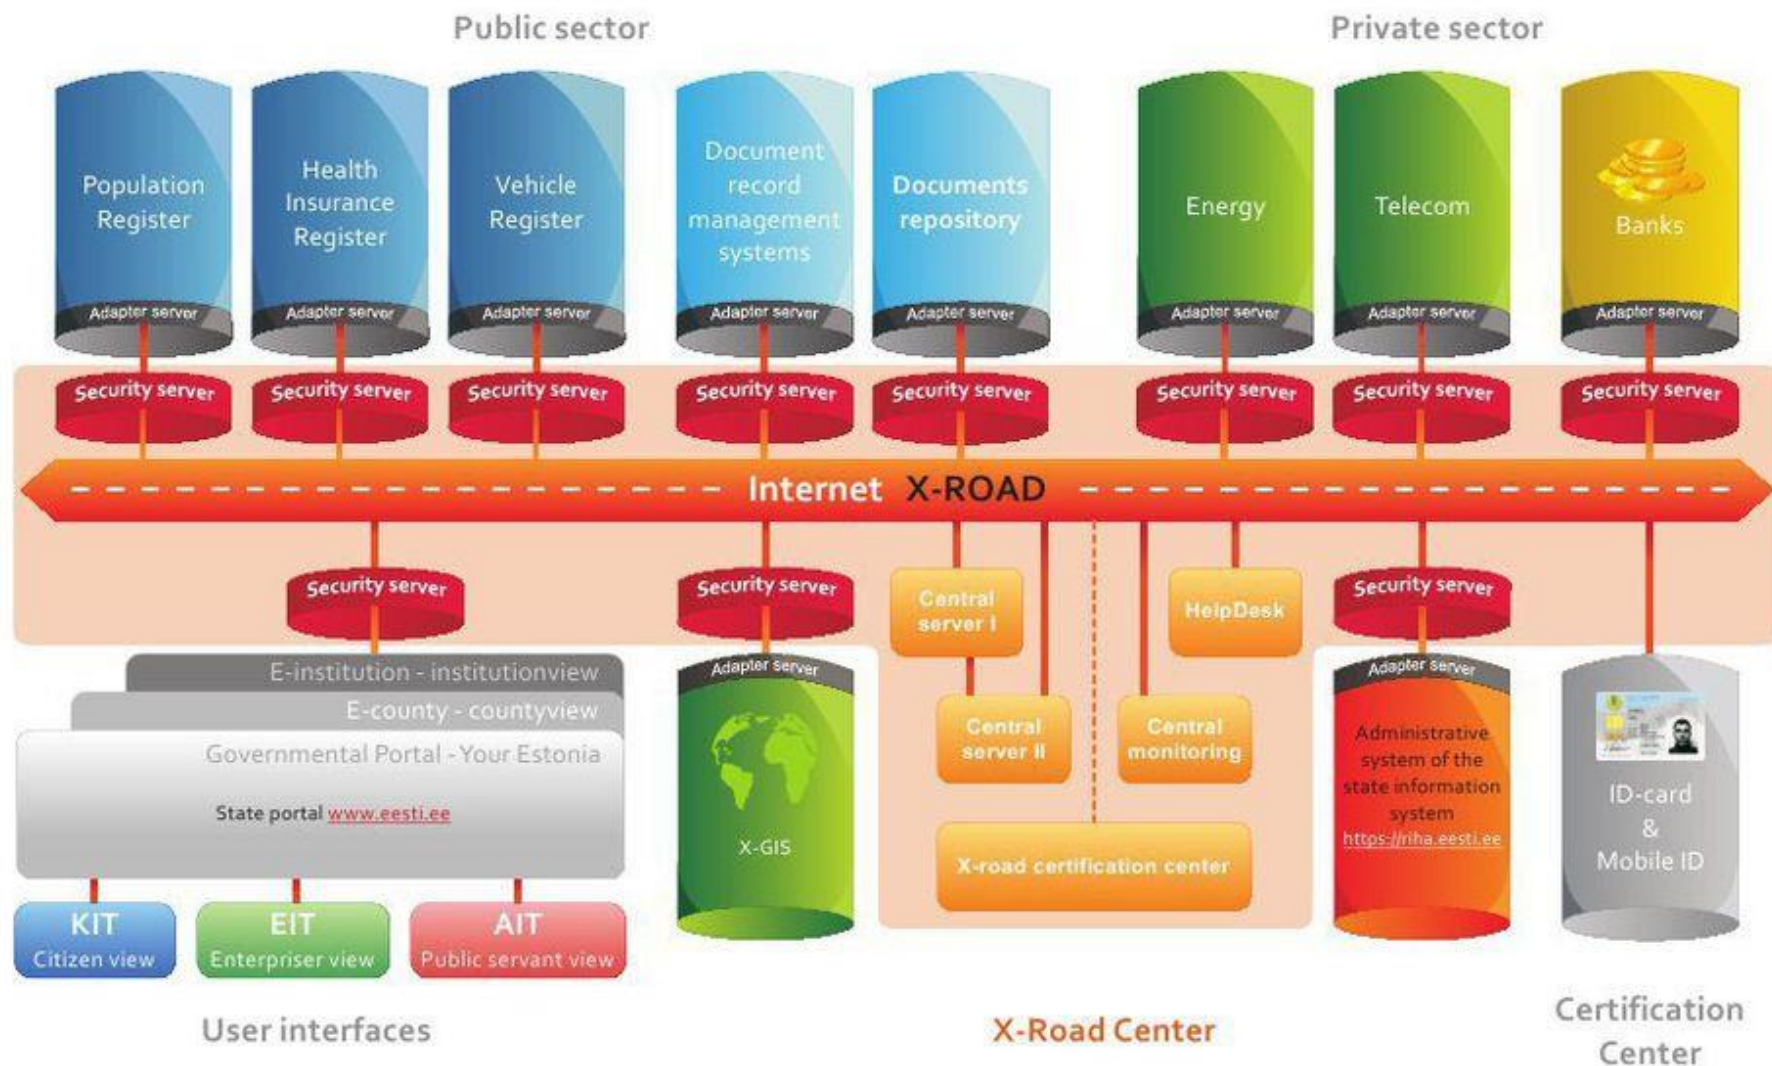 Public sector
Private sector
Population
Register
Adapter server
Health
Insurance
Register
Adapter server
Vehicle
Register
Adapter server
Document
record
management
systems
Adapter server
Documents
repository
Adapter server
Energy
Adapter server
Telecom
Adapter server
Banks
Adapter server
Security server
Security server
Security server
Security server
Security server
Security server
Security server
Security server
Internet X-ROAD
Security server
Security server
Central
server I
HelpDesk
Security server
E-institution - institutionview
E-county - countyview
Governmental Portal - Your Estonia
State portal www.eesti.ee
Adapter server
X-GIS
Central
server II
Central
monitoring
X-road certification center
Adapter server
Administrative
system of the
state information
system
https://riha.eesti.ee
ID-card
&
Mobile ID
KIT
Citizen view
EIT
Enterpriser view
AIT
Public servant view
User interfaces
X-Road Center
Certification
Center